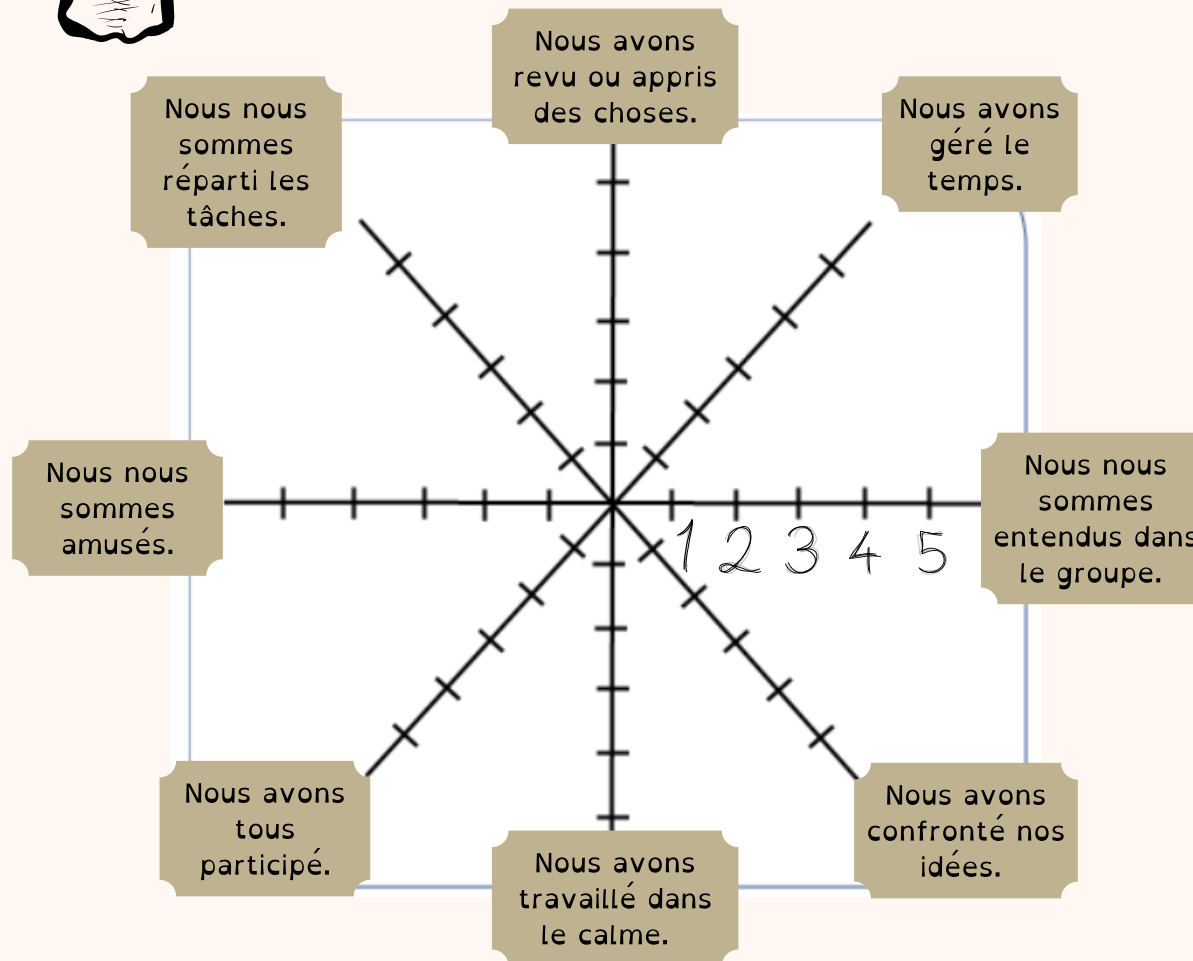 Nous avons
revu ou appris
des choses.
Nous nous
sommes
réparti les
tâches.
Nous avons
géré le
temps.
Nous nous
sommes
amusés.
Nous nous
sommes
entendus dans
le groupe.
1 2 3 4 5
Nous avons
tous
participé.
Nous avons
confronté nos
idées.
Nous avons
travaillé dans
le calme.